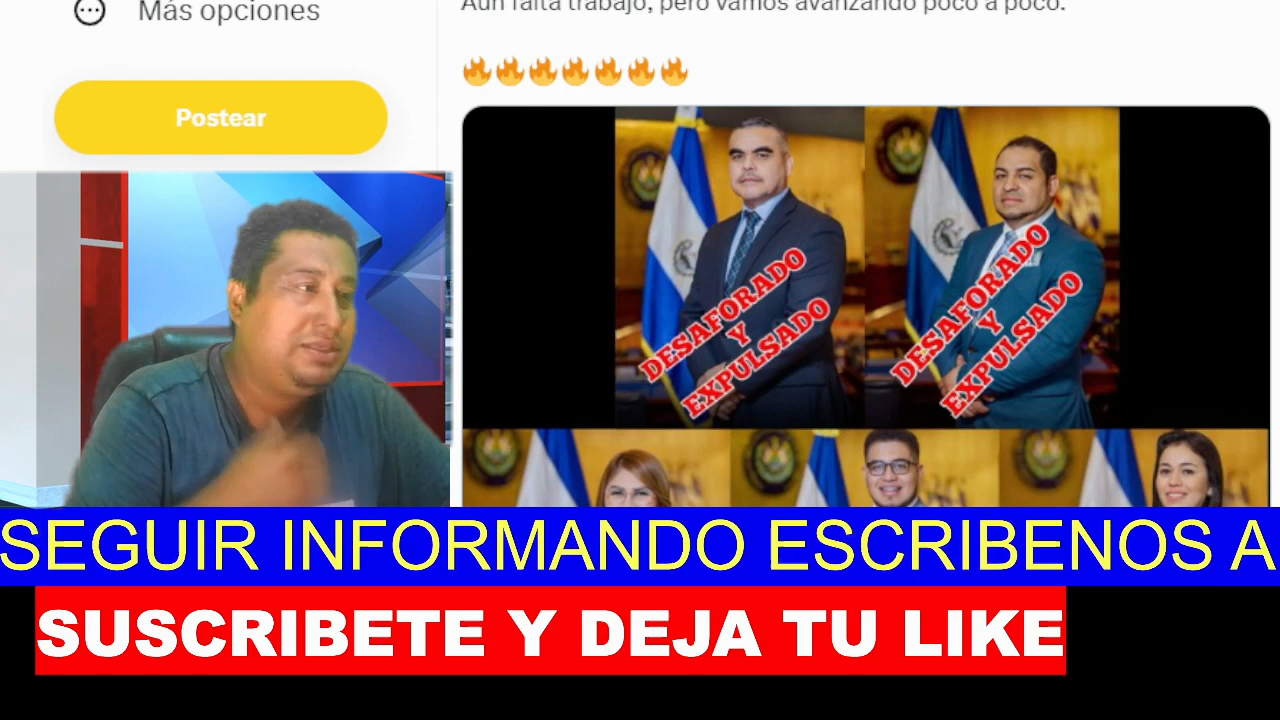 Más opciones
Aún falta trabajo, pero vamos avanzando poco a poco.
Postear
DESAFORADO
Y
EXPULSADO
DESAFORADO
Y
EXPULSADO
SEGUIR INFORMANDO ESCRIBENOS A
SUSCRIBETE Y DEJA TU LIKE